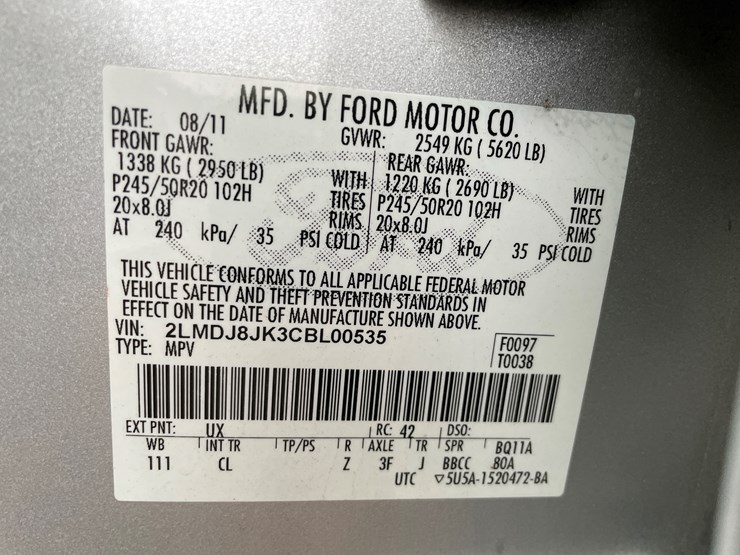 MFD. BY FORD MOTOR CO.
DATE: 08/11 GVWR: 2549 KG ( 5620 LB)
FRONT GAWR: REAR GAWR:
1338 KG ( 2950 LB) WITH 1220 KG ( 2690 LB) WITH
P245/50R20 102H TIRES P245/50R20 102H TIRES
20x8.0J RIMS 20x8.0J RIMS
AT 240 kPa/ 35 PSI COLD AT 240 kPa/ 35 PSI COLD
Ford
THIS VEHICLE CONFORMS TO ALL APPLICABLE FEDERAL MOTOR
VEHICLE SAFETY AND THEFT PREVENTION STANDARDS IN
EFFECT ON THE DATE OF MANUFACTURE SHOWN ABOVE.
VIN: 2LMDJ8JK3CBL00535 F0097
TYPE: MPV T0038
EXT PNT: UX RC: 42 DSO:
WB INT TR TP/PS R AXLE TR SPR BQ11A
111 CL Z 3F J BBCC 80A
UTC ▽5U5A-1520472-BA